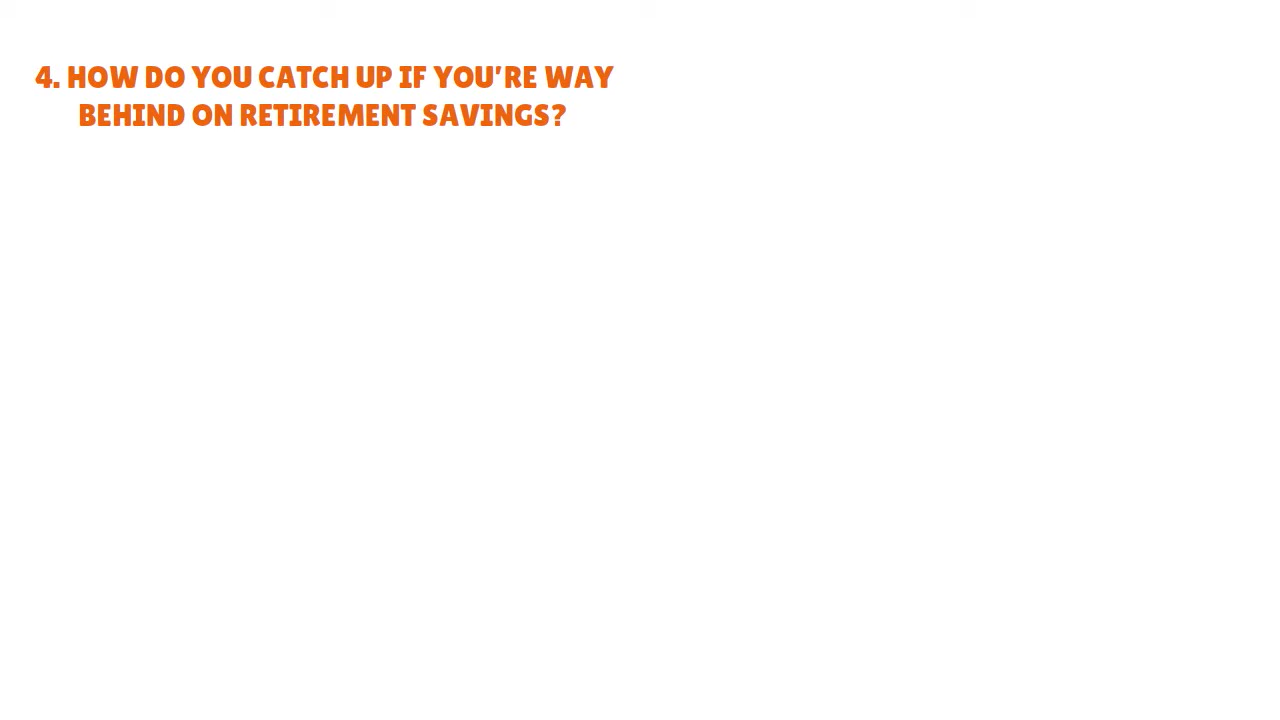 4. HOW DO YOU CATCH UP IF YOU'RE WAY
BEHIND ON RETIREMENT SAVINGS?